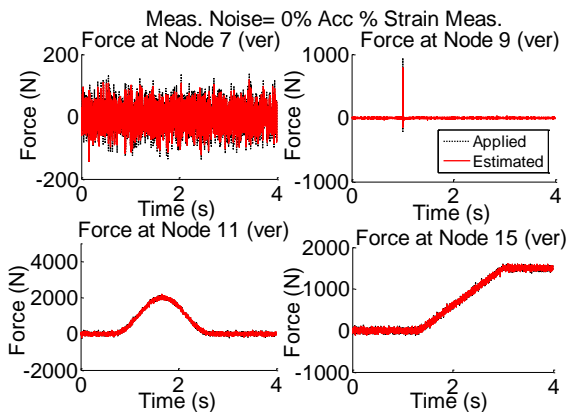 Meas. Noise= 0% Acc % Strain Meas.
Force at Node 7 (ver)
Force (N)
200
0
-200
0
2
4
Time (s)
Force at Node 9 (ver)
Force (N)
1000
0
-1000
Applied
Estimated
0
2
4
Time (s)
Force at Node 11 (ver)
Force (N)
4000
2000
0
-2000
0
2
4
Time (s)
Force at Node 15 (ver)
Force (N)
2000
1000
0
-1000
0
2
4
Time (s)